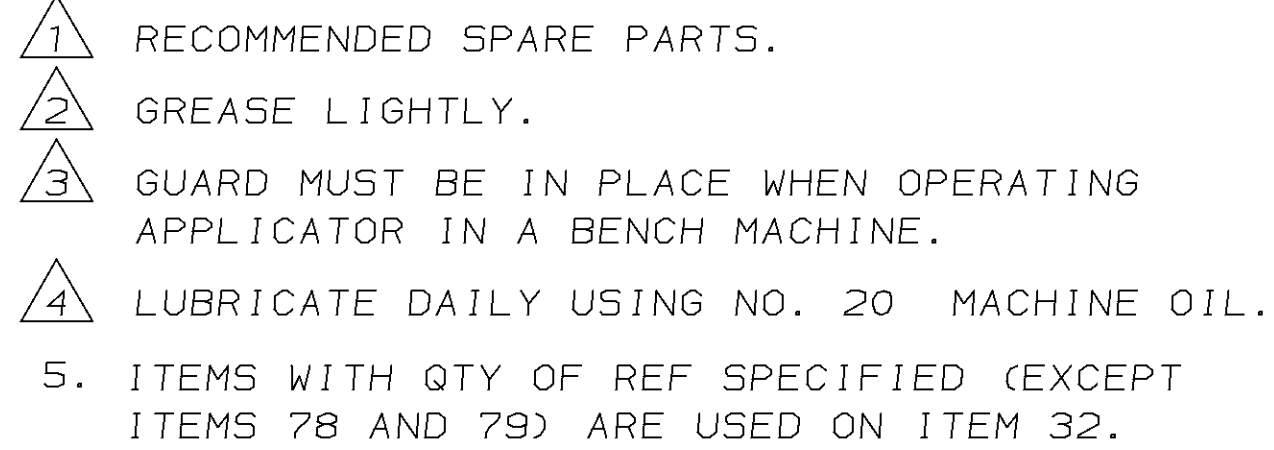 1 RECOMMENDED SPARE PARTS.
2 GREASE LIGHTLY.
3 GUARD MUST BE IN PLACE WHEN OPERATING
APPLICATOR IN A BENCH MACHINE.
4 LUBRICATE DAILY USING NO. 20 MACHINE OIL.
5. ITEMS WITH QTY OF REF SPECIFIED (EXCEPT
ITEMS 78 AND 79) ARE USED ON ITEM 32.